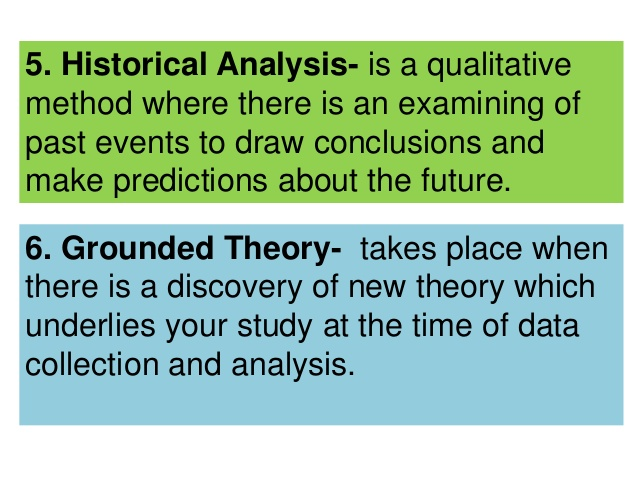 5. Historical Analysis- is a qualitative
method where there is an examining of
past events to draw conclusions and
make predictions about the future.
6. Grounded Theory- takes place when
there is a discovery of new theory which
underlies your study at the time of data
collection and analysis.